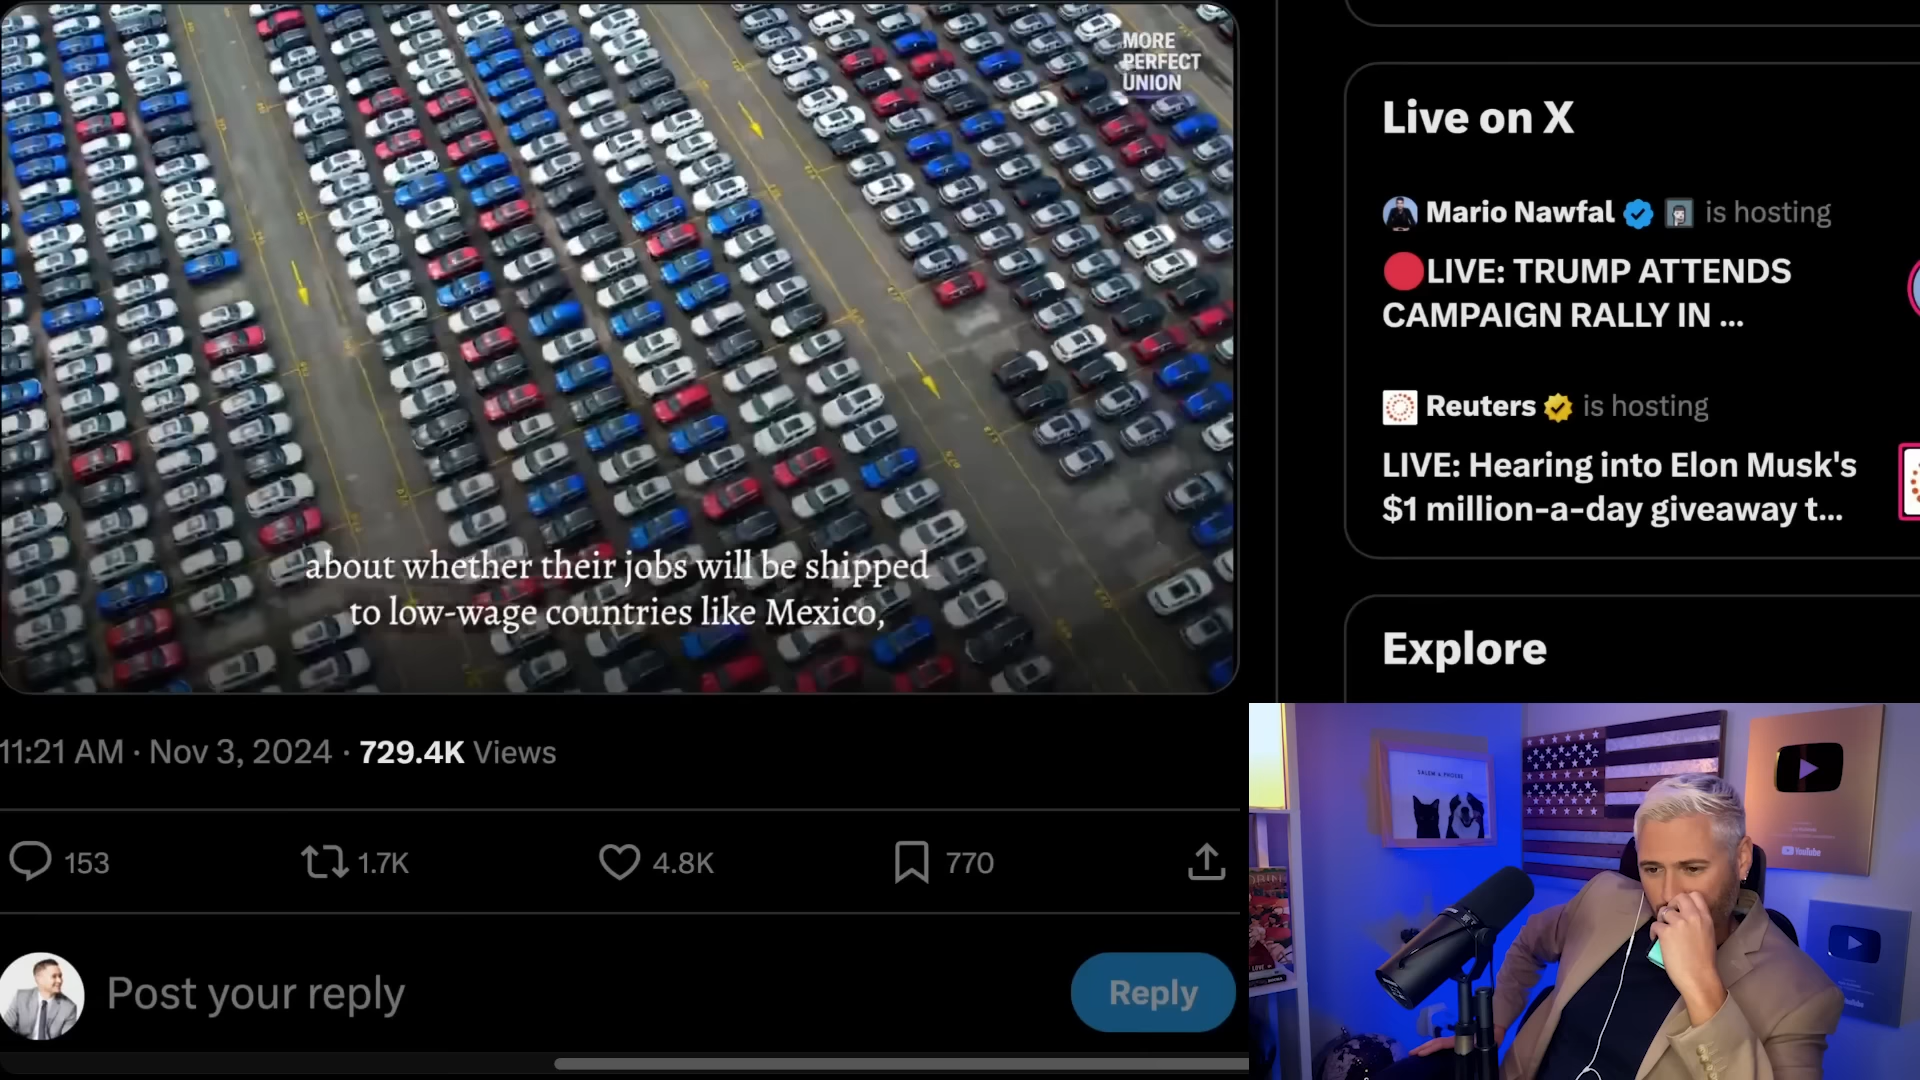 MORE
PERFECT
UNION
about whether their jobs will be shipped
to low-wage countries like Mexico,
11:21 AM · Nov 3, 2024 · 729.4K Views
153
1.7K
4.8K
770
Post your reply
Reply
Live on X
Mario Nawfal is hosting
LIVE: TRUMP ATTENDS
CAMPAIGN RALLY IN ...
Reuters is hosting
LIVE: Hearing into Elon Musk's
$1 million-a-day giveaway t...
Explore
SALEM & PHOEBE
YouTube